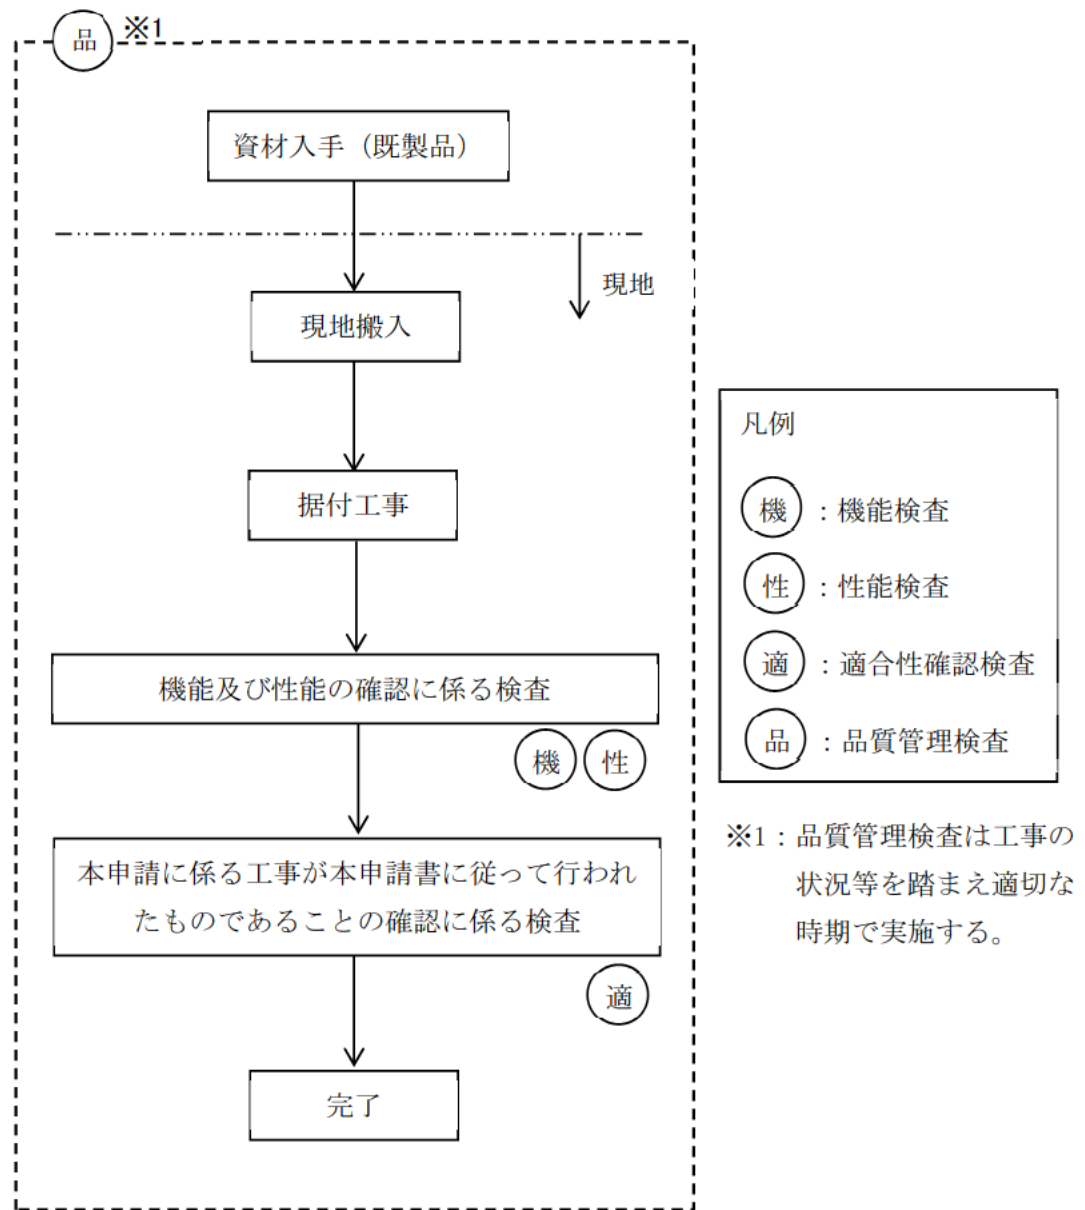 品 ※1
資材入手（既製品）
現地
現地搬入
据付工事
機能及び性能の確認に係る検査
機 性
本申請に係る工事が本申請書に従って行われ
たものであることの確認に係る検査
適
完了
凡例
機：機能検査
性：性能検査
適：適合性確認検査
品：品質管理検査
※1：品質管理検査は工事の
状況等を踏まえ適切な
時期で実施する。